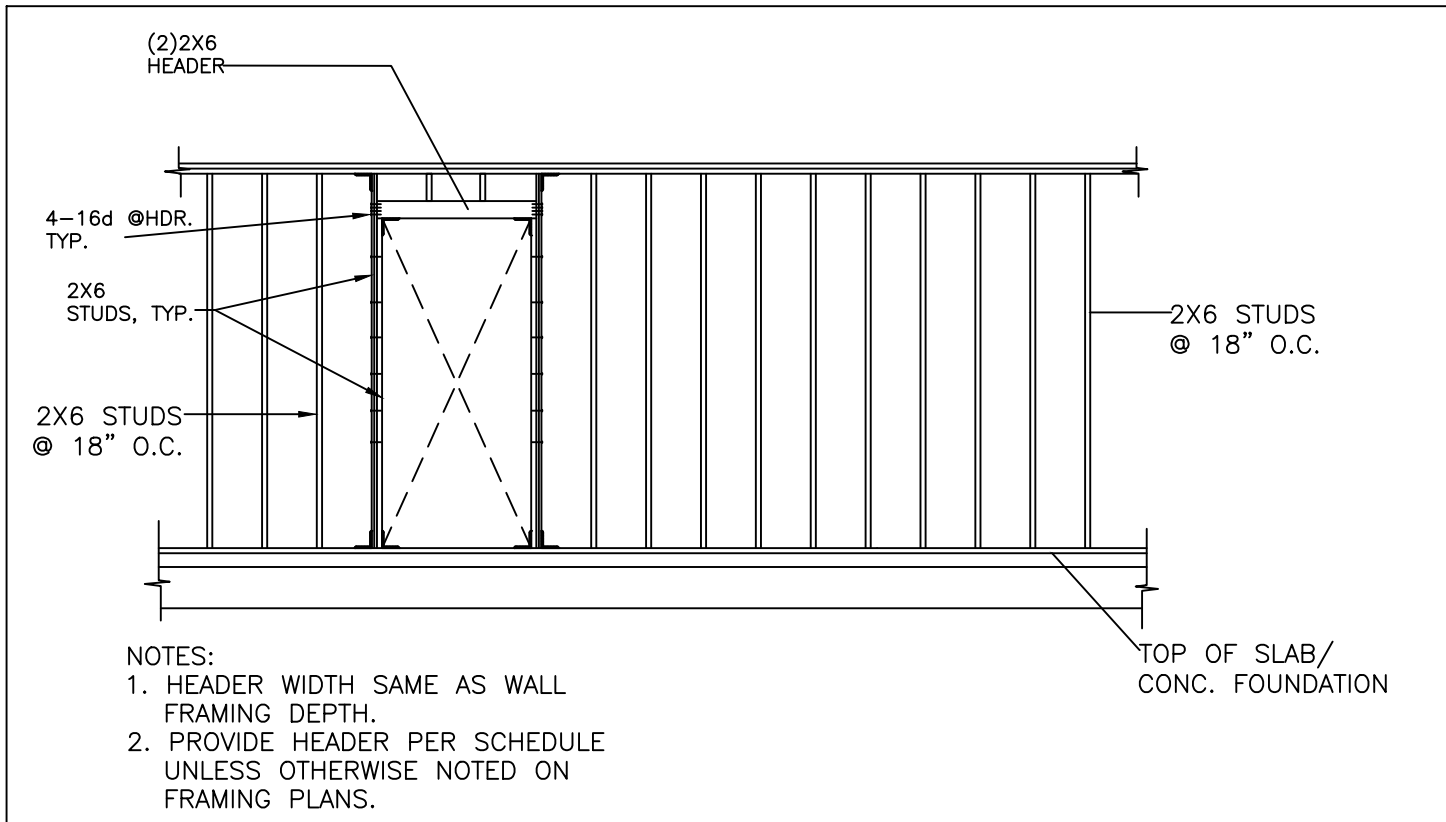 (2)2X6
HEADER
4-16d @HDR.
TYP.
2X6
STUDS, TYP.
2X6 STUDS
@ 18" O.C.
2X6 STUDS
@ 18" O.C.
TOP OF SLAB/
CONC. FOUNDATION
NOTES:
1. HEADER WIDTH SAME AS WALL
FRAMING DEPTH.
2. PROVIDE HEADER PER SCHEDULE
UNLESS OTHERWISE NOTED ON
FRAMING PLANS.